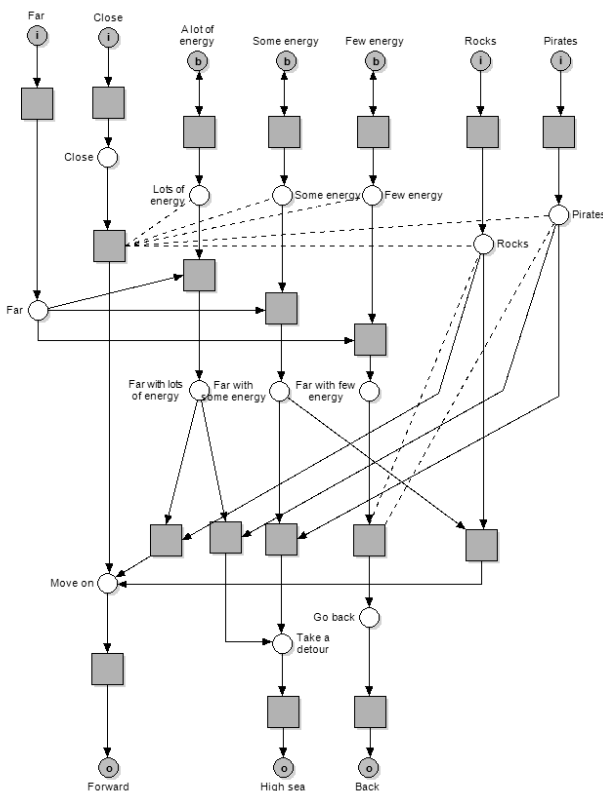 Far
Close
A lot of
energy
Some energy
Few energy
Rocks
Pirates
i
i
b
b
b
i
i
Close
Lots of
energy
Some energy
Few energy
Pirates
Rocks
Far
Far with lots
of energy
Far with
some energy
Far with few
energy
Move on
Go back
Take a
detour
o
o
o
Forward
High sea
Back